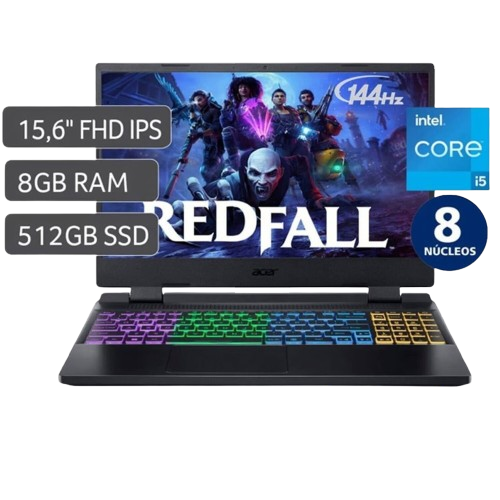 144Hz
15,6" FHD IPS
8GB RAM
512GB SSD
REDFALL
acer
intel
CORE
i5
8
NÚCLEOS